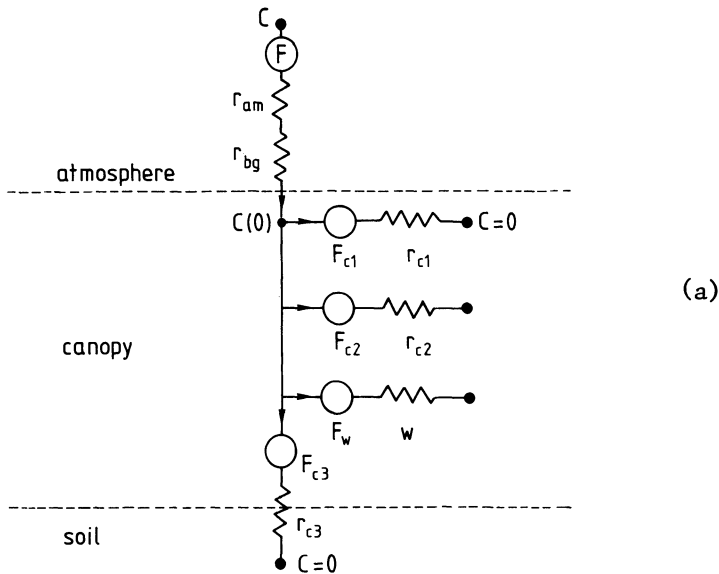 C
F
r_am
r_bg
atmosphere
C(0)
C=0
F_c1
r_c1
(a)
F_c2
r_c2
canopy
F_w
w
F_c3
r_c3
soil
C=0